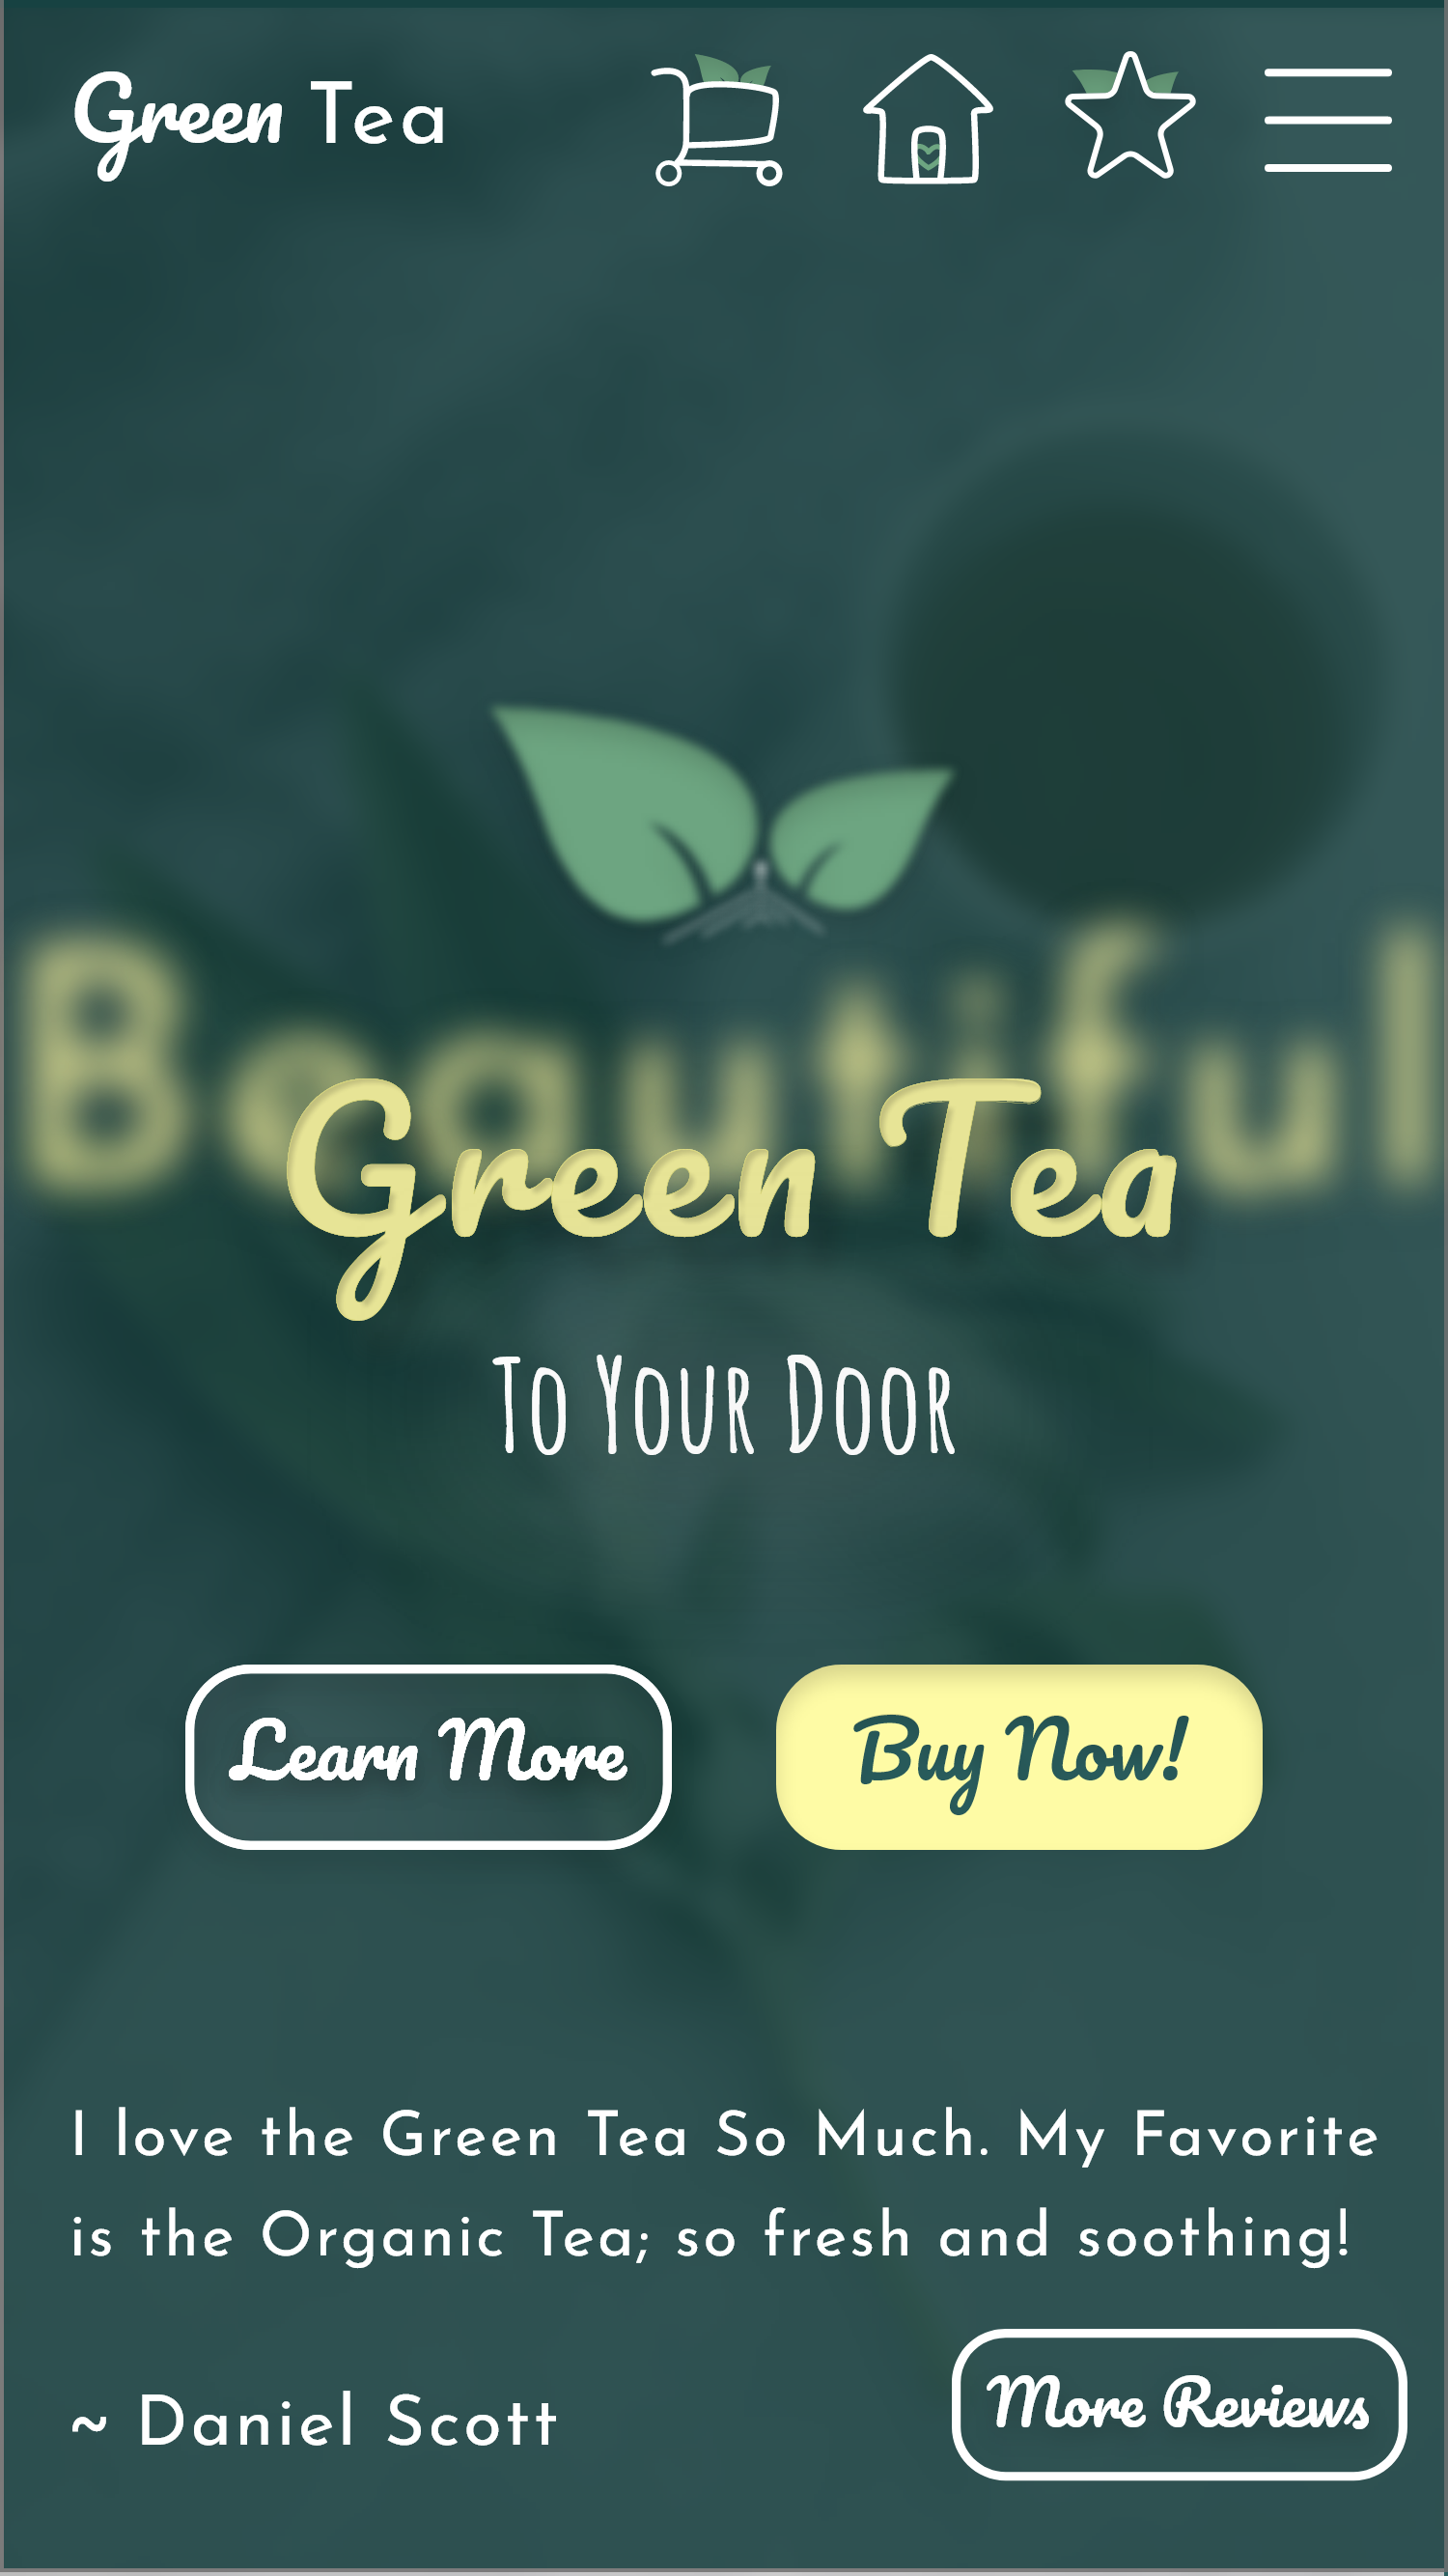 Green Tea
Beautiful
Green Tea
To Your Door
Learn More
Buy Now!
I love the Green Tea So Much. My Favorite
is the Organic Tea; so fresh and soothing!
~ Daniel Scott
More Reviews